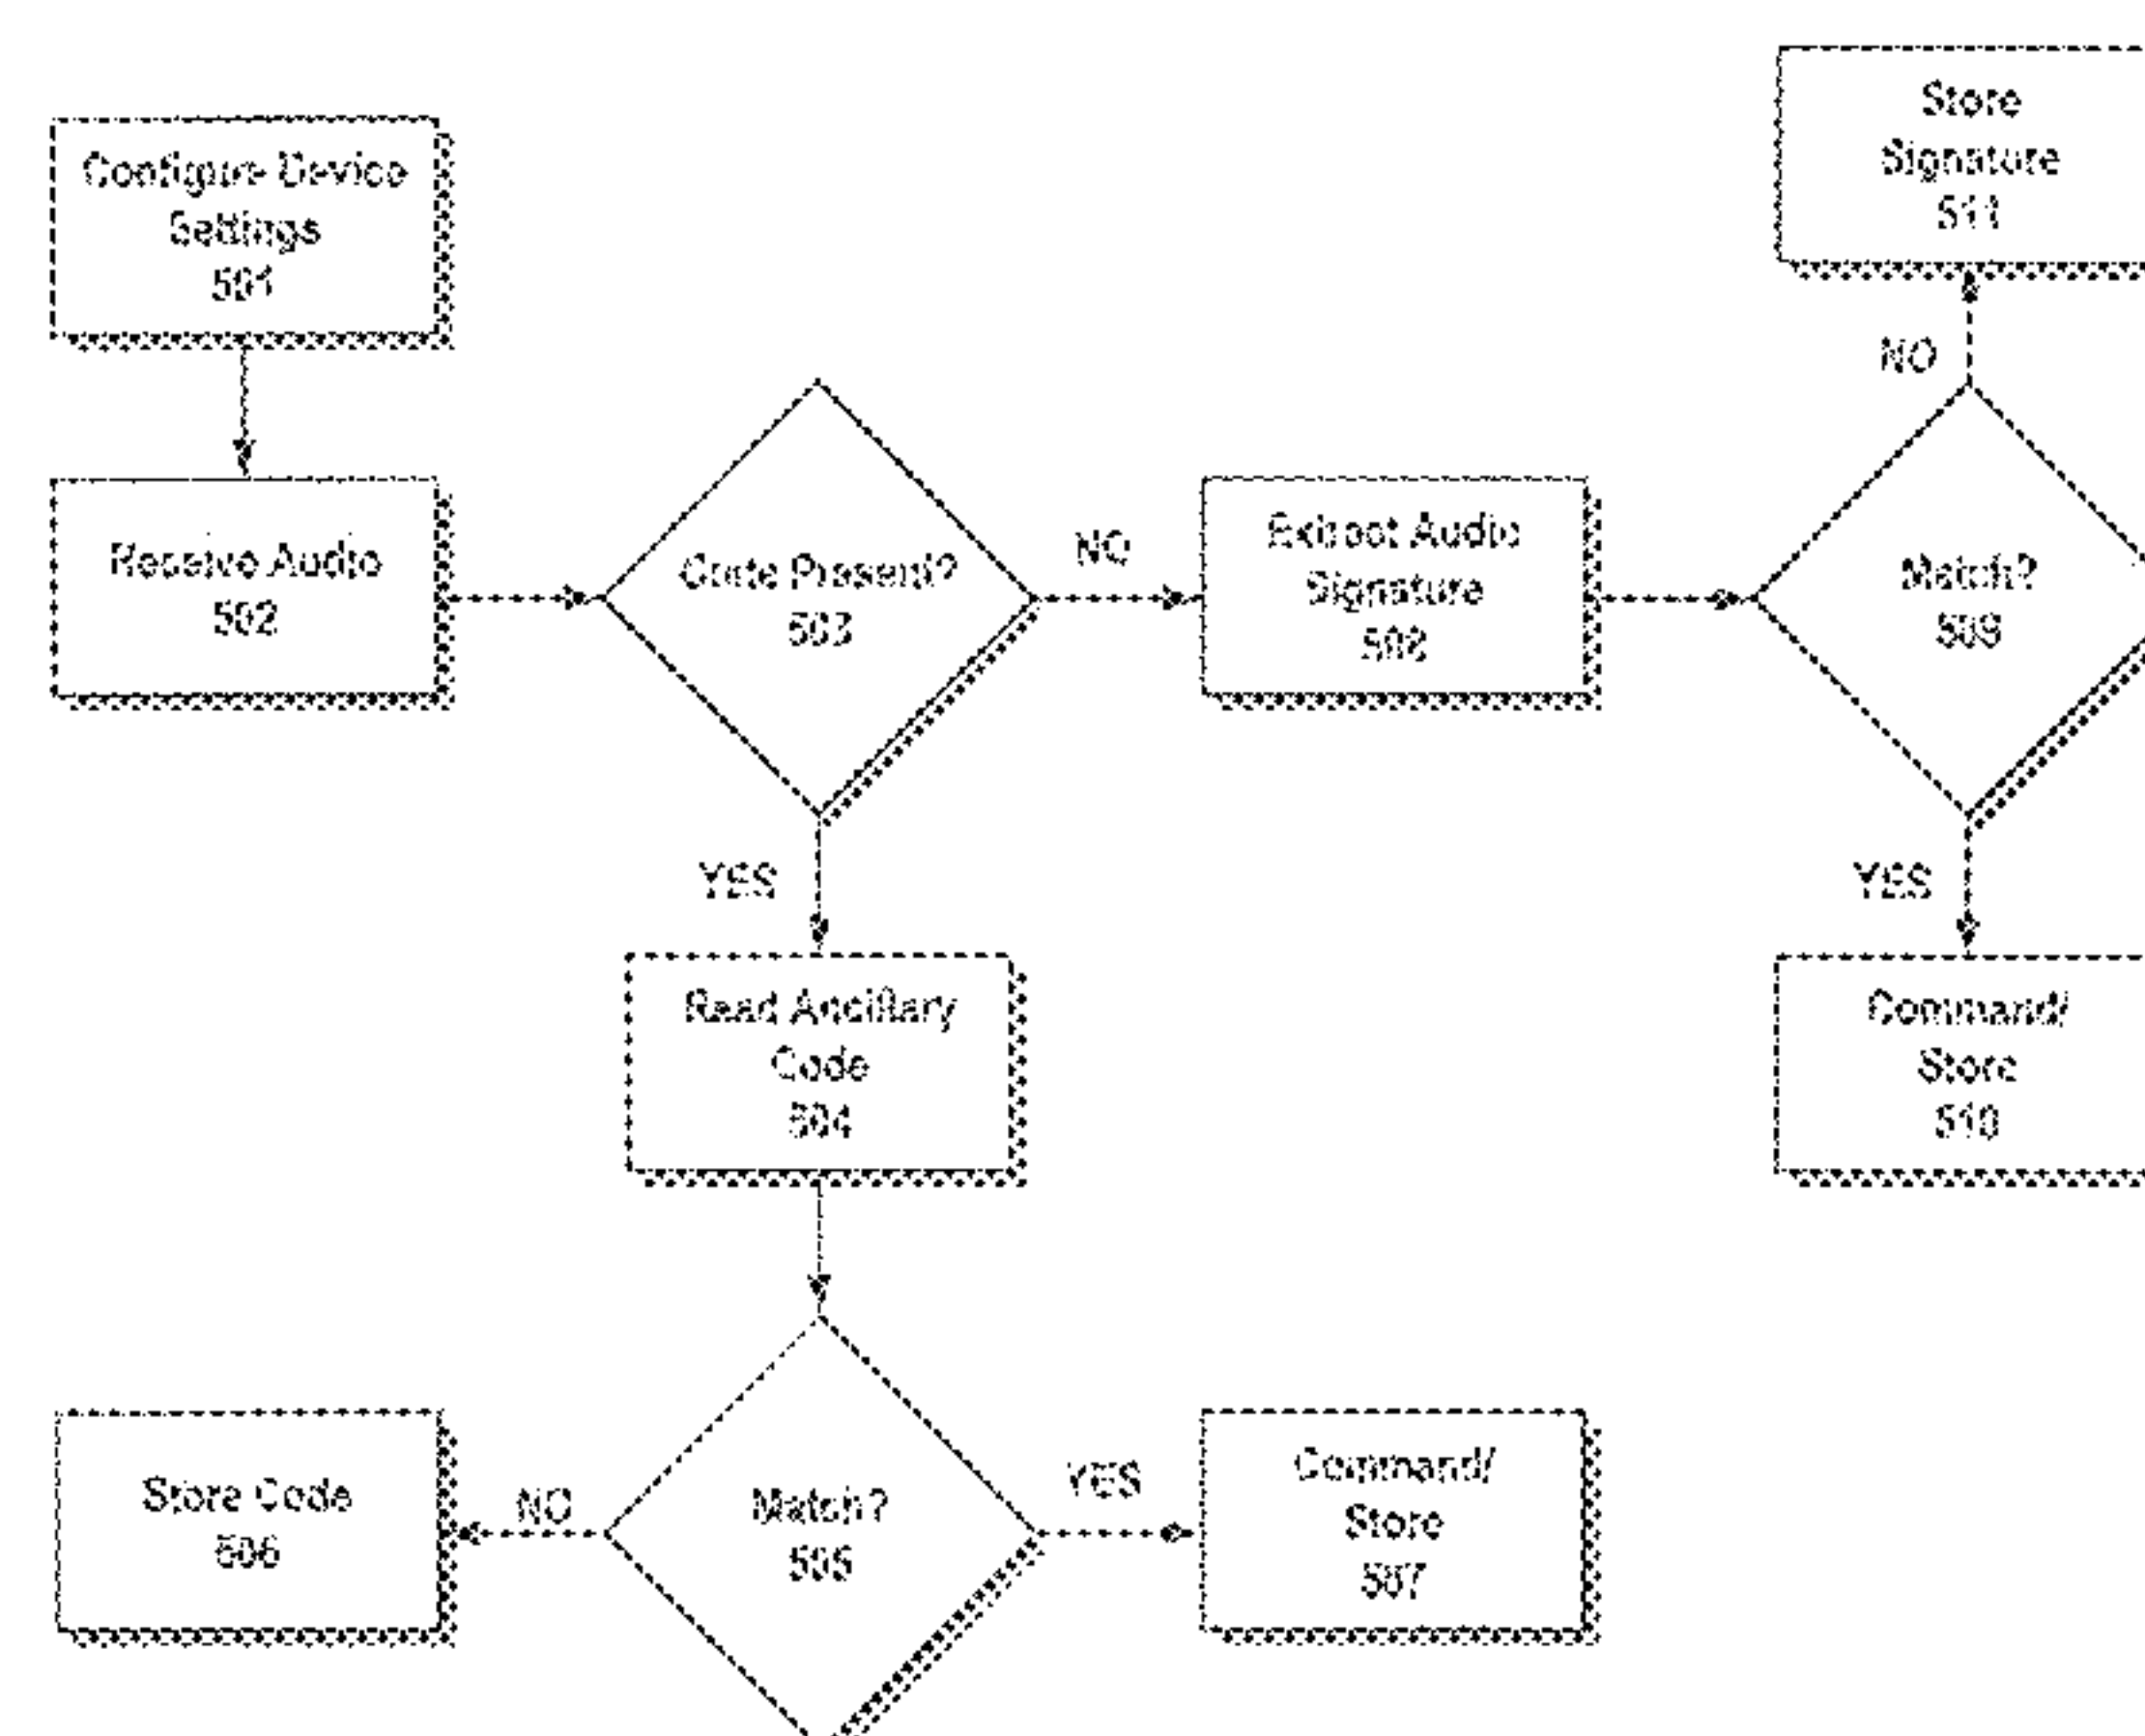 Configure Device
Settings
501
Receive Audio
502
Code Present?
503
NO
Extract Audio
Signature
508
Match?
509
NO
Store
Signature
511
YES
Command/
Store
510
YES
Read Ancillary
Code
504
Match?
505
NO
Store Code
506
YES
Command/
Store
507